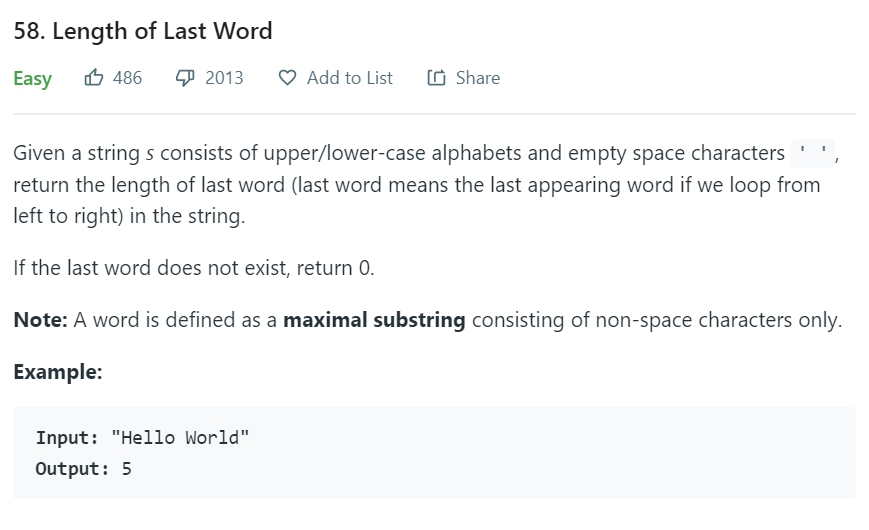 58. Length of Last Word
Easy 486 2013 Add to List Share
Given a string s consists of upper/lower-case alphabets and empty space characters ' ',
return the length of last word (last word means the last appearing word if we loop from
left to right) in the string.
If the last word does not exist, return 0.
Note: A word is defined as a maximal substring consisting of non-space characters only.
Example:
Input: "Hello World"
Output: 5